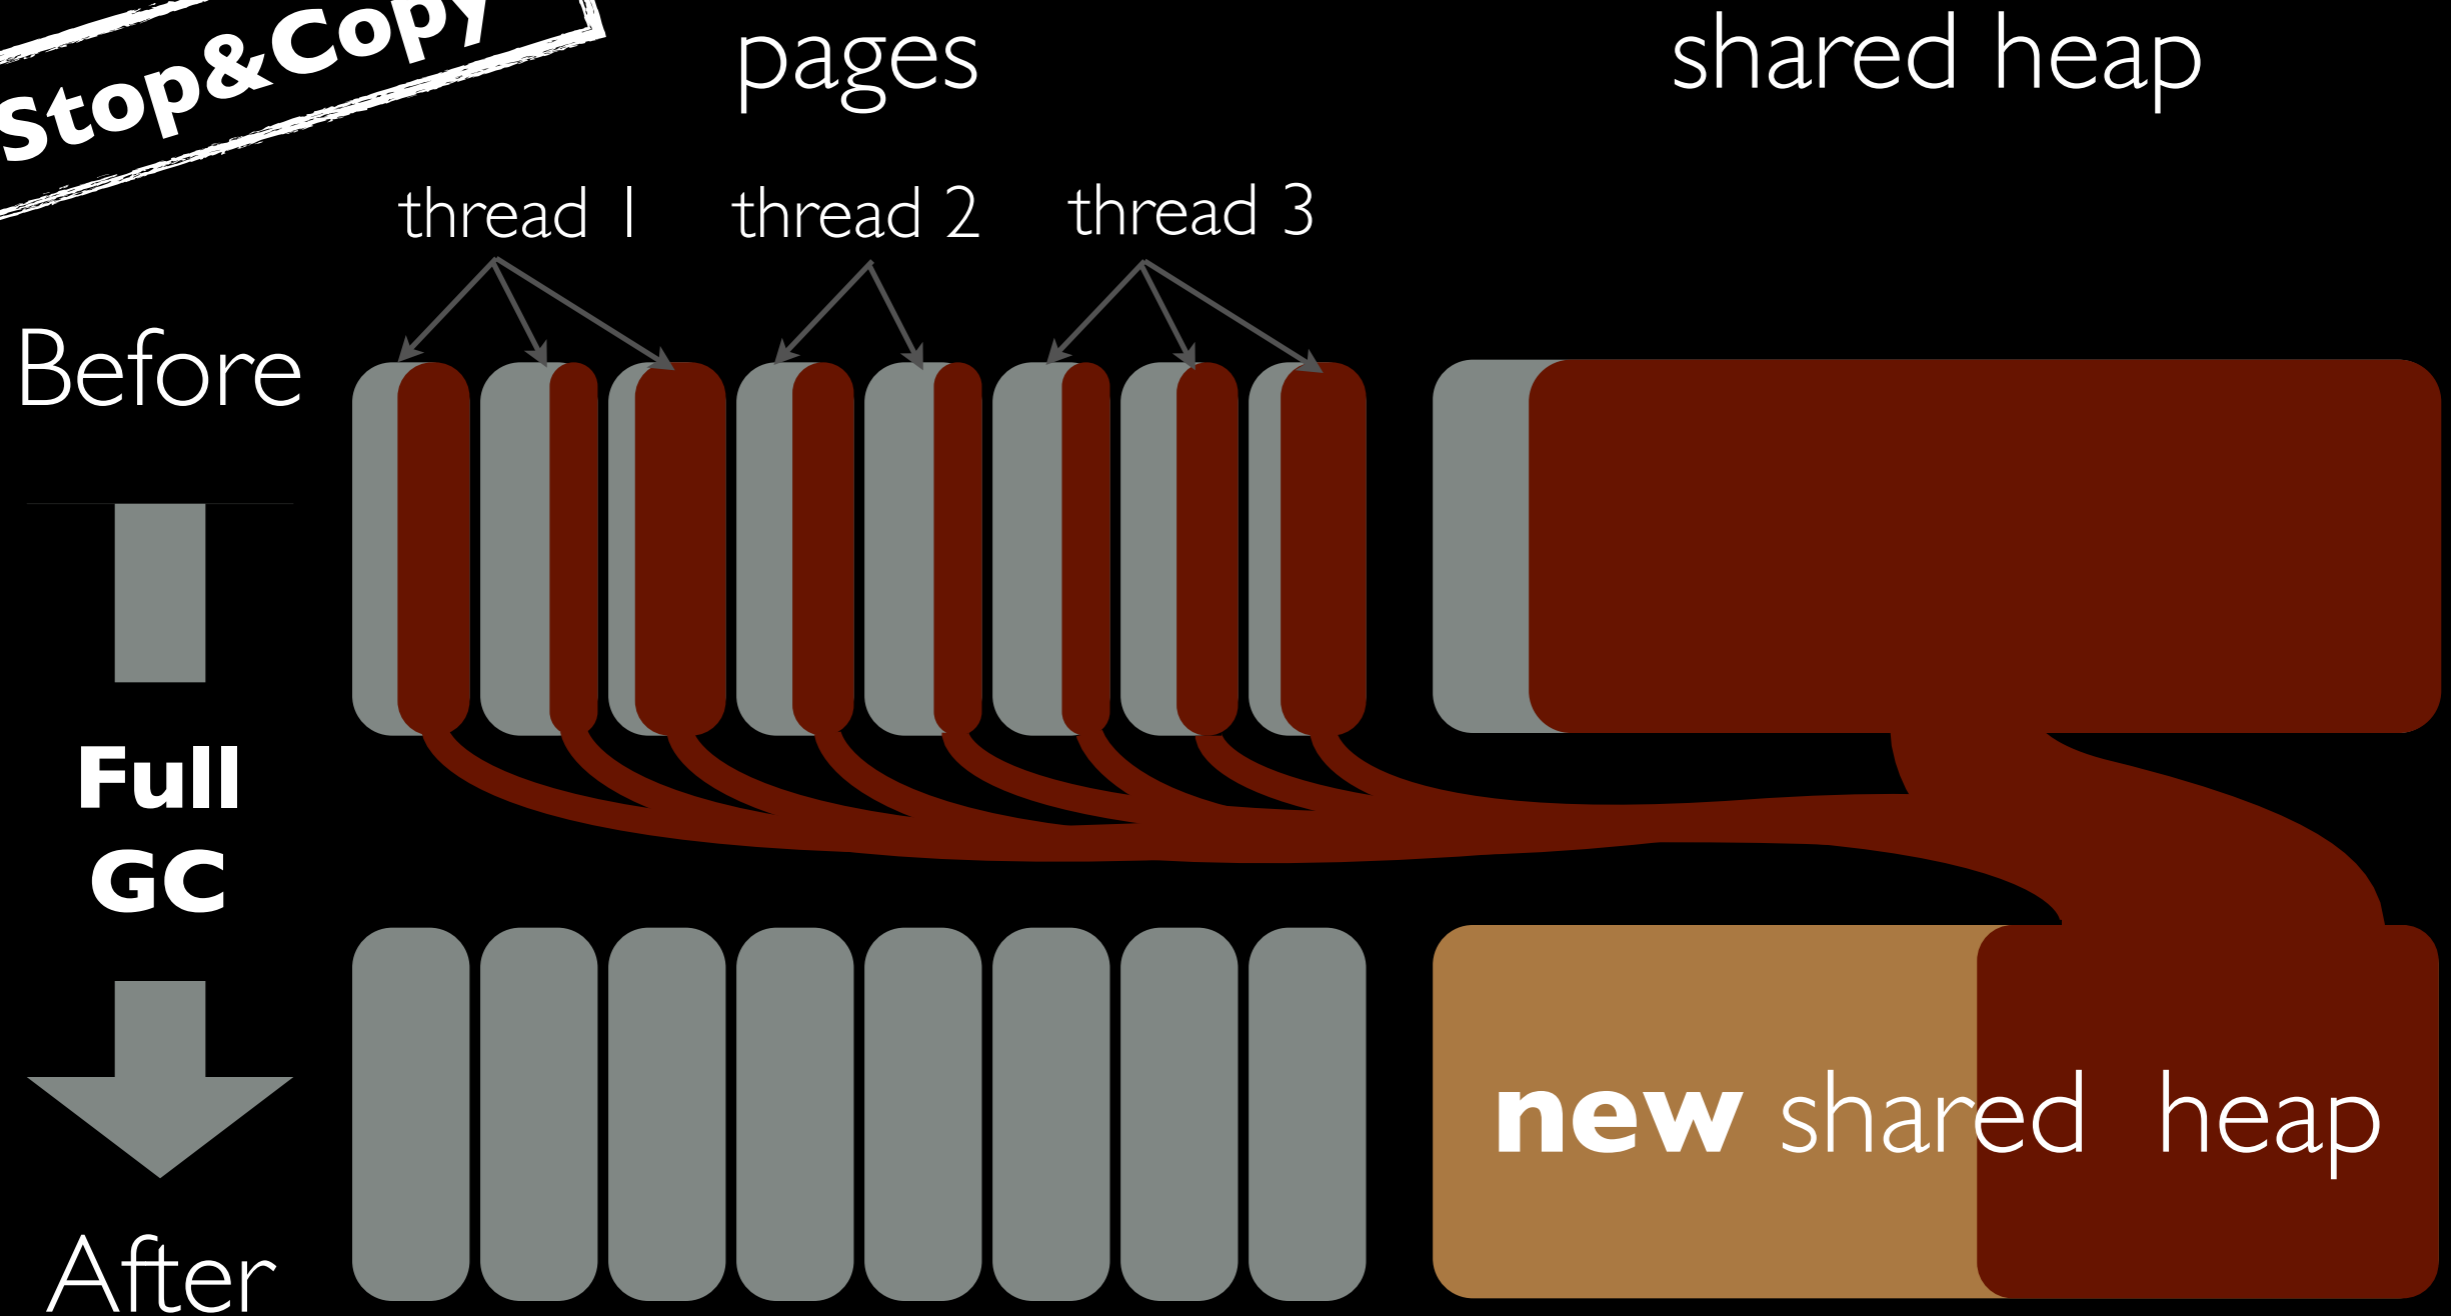 Stop&Copy
pages
shared heap
thread 1
thread 2
thread 3
Before
Full
GC
new shared heap
After